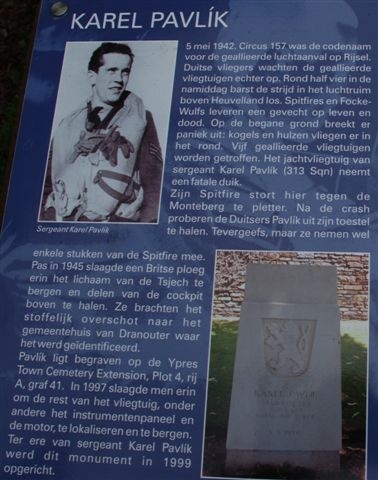 KAREL PAVLÍK
5 mei 1942. Circus 157 was de codenaam
voor de geallieerde luchtaanval op Rijsel.
Duitse vliegers wachten de geallieerde
vliegtuigen echter op. Rond half vier in de
namiddag barst de strijd in het luchtruim
boven Heuvelland los. Spitfires en Focke-
Wulfs leveren een gevecht op leven en
dood. Op de begane grond breekt er
paniek uit: kogels en hulzen vliegen er in
het rond. Vijf geallieerde vliegtuigen
worden getroffen. Het jachtvliegtuig van
sergeant Karel Pavlík (313 Sqn) neemt
een fatale duik.
Zijn Spitfire stort hier tegen de
Monteberg te pletter. Na de crash
proberen de Duitsers Pavlík uit zijn toestel
te halen. Tevergeefs, maar ze nemen wel
Sergeant Karel Pavlík
enkele stukken van de Spitfire mee.
Pas in 1945 slaagde een Britse ploeg
erin het lichaam van de Tsjech te
bergen en delen van de cockpit
boven te halen. Ze brachten het
stoffelijk overschot naar het
gemeentehuis van Dranouter waar
het werd geïdentificeerd.
Pavlík ligt begraven op de Ypres
Town Cemetery Extension, Plot 4, rij
A, graf 41. In 1997 slaagde men erin
om de rest van het vliegtuig, onder
andere het instrumentenpaneel en
de motor, te lokaliseren en te bergen.
Ter ere van sergeant Karel Pavlík
werd dit monument in 1999
opgericht.
KAREL PAVLIK